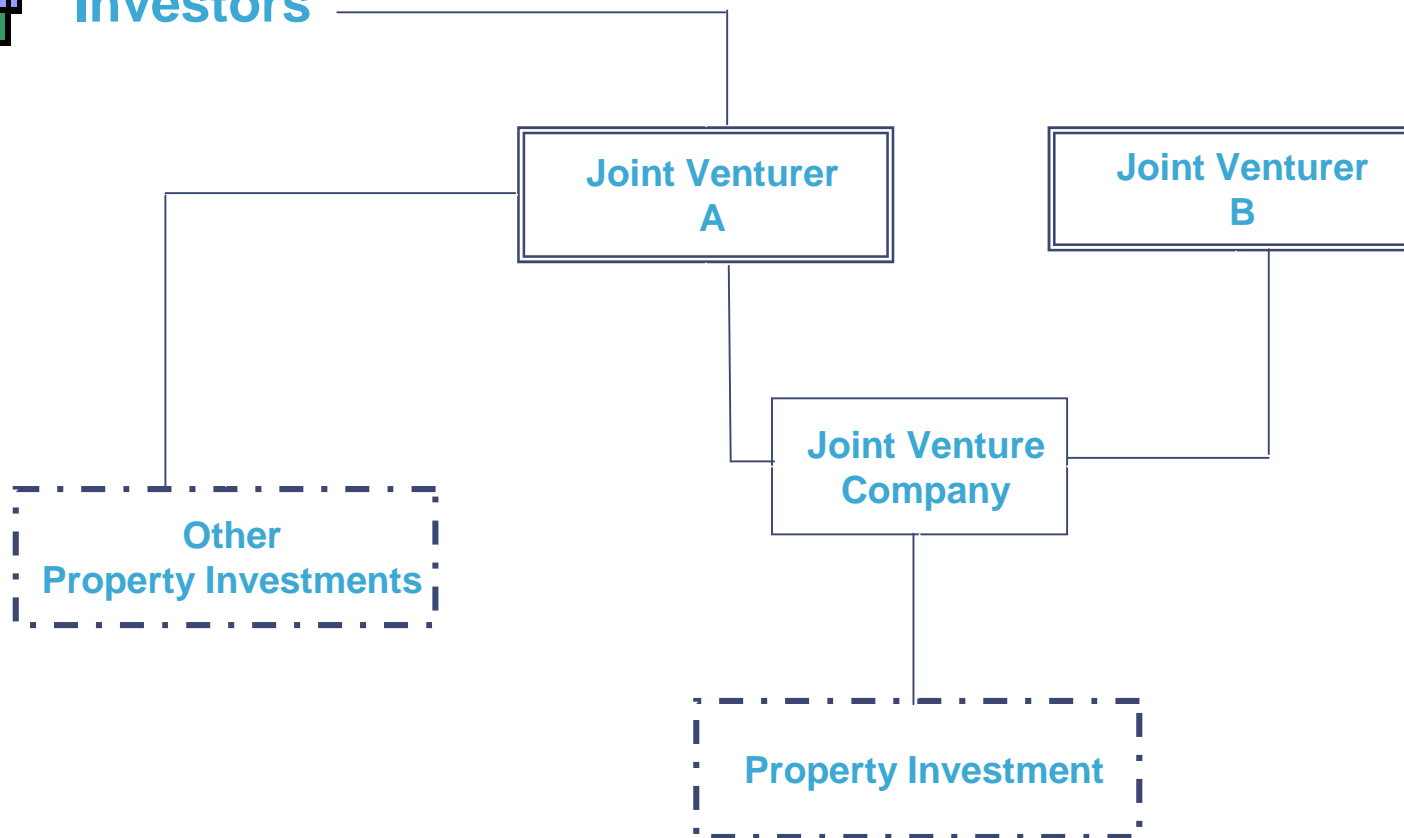 Investors
Joint Venturer
A
Joint Venturer
B
Joint Venture
Company
Other
Property Investments
Property Investment